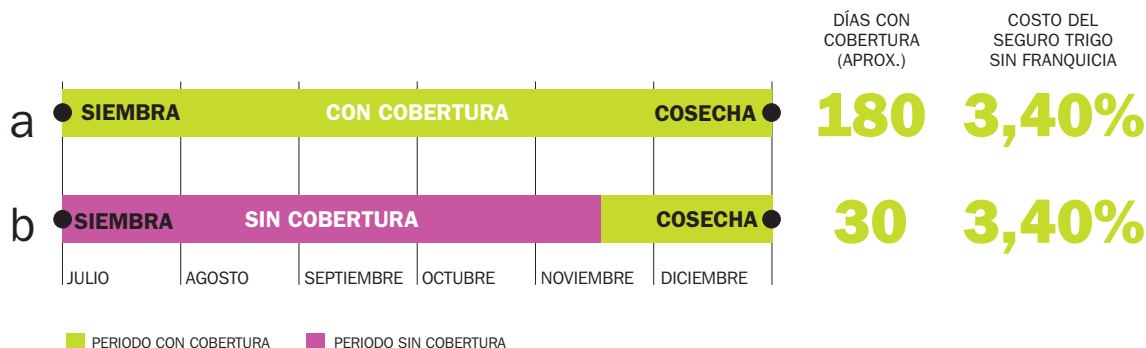 DÍAS CON
COBERTURA
(APROX.)
COSTO DEL
SEGURO TRIGO
SIN FRANQUICIA
a SIEMBRA CON COBERTURA COSECHA 180 3,40%
b SIEMBRA SIN COBERTURA COSECHA 30 3,40%
JULIO AGOSTO SEPTIEMBRE OCTUBRE NOVIEMBRE DICIEMBRE
PERIODO CON COBERTURA PERIODO SIN COBERTURA